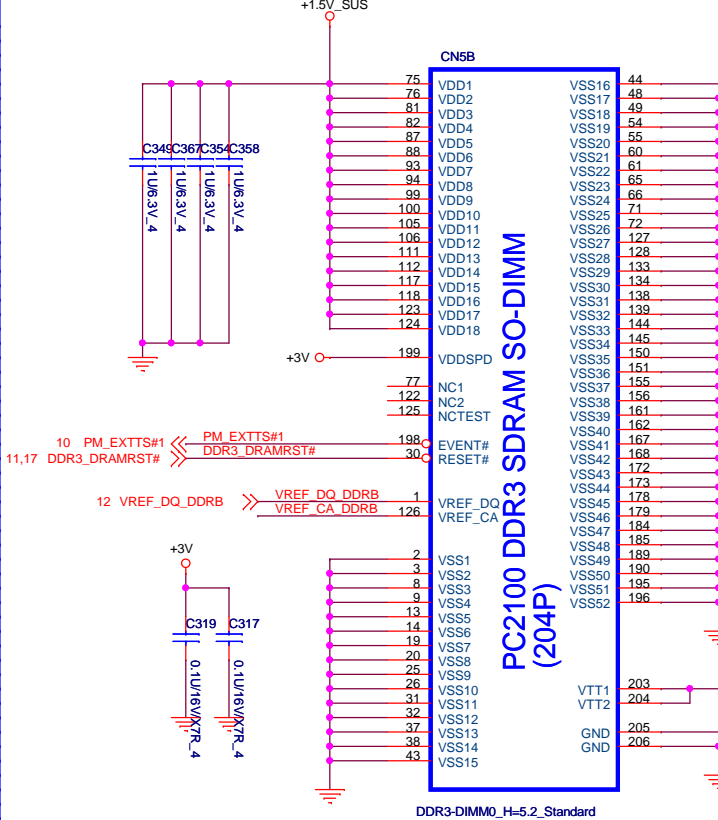 +1.5V_SUS
CN5B
75 VDD1 VSS16 44
76 VDD2 VSS17 48
81 VDD3 VSS18 49
82 VDD4 VSS19 54
87 VDD5 VSS20 55
88 VDD6 VSS21 60
93 VDD7 VSS22 61
94 VDD8 VSS23 65
99 VDD9 VSS24 66
100 VDD10 VSS25 71
105 VDD11 VSS26 72
106 VDD12 VSS27 127
111 VDD13 VSS28 128
112 VDD14 VSS29 133
117 VDD15 VSS30 134
118 VDD16 VSS31 138
123 VDD17 VSS32 139
124 VDD18 VSS33 144
VSS34 145
+3V 199 VDDSPD VSS35 150
VSS36 151
77 NC1 VSS37 155
122 NC2 VSS38 156
125 NCTEST VSS39 161
VSS40 162
10 PM_EXTTS#1 PM_EXTTS#1 198 EVENT# VSS41 167
11,17 DDR3_DRAMRST# DDR3_DRAMRST# 30 RESET# VSS42 168
VSS43 172
VSS44 173
12 VREF_DQ_DDRB VREF_DQ_DDRB 1 VREF_DQ VSS45 178
VREF_CA_DDRB 126 VREF_CA VSS46 179
VSS47 184
VSS48 185
2 VSS1 VSS49 189
3 VSS2 VSS50 190
8 VSS3 VSS51 195
9 VSS4 VSS52 196
13 VSS5
14 VSS6
19 VSS7
20 VSS8
25 VSS9
26 VSS10 VTT1 203
31 VSS11 VTT2 204
32 VSS12
37 VSS13 GND 205
38 VSS14 GND 206
43 VSS15
PC2100 DDR3 SDRAM SO-DIMM
(204P)
C349 C367 C354 C358
1U/6.3V_4
1U/6.3V_4
1U/6.3V_4
1U/6.3V_4
+3V
C319 C317
0.1U/16V/X7R_4
0.1U/16V/X7R_4
DDR3-DIMM0_H=5.2_Standard